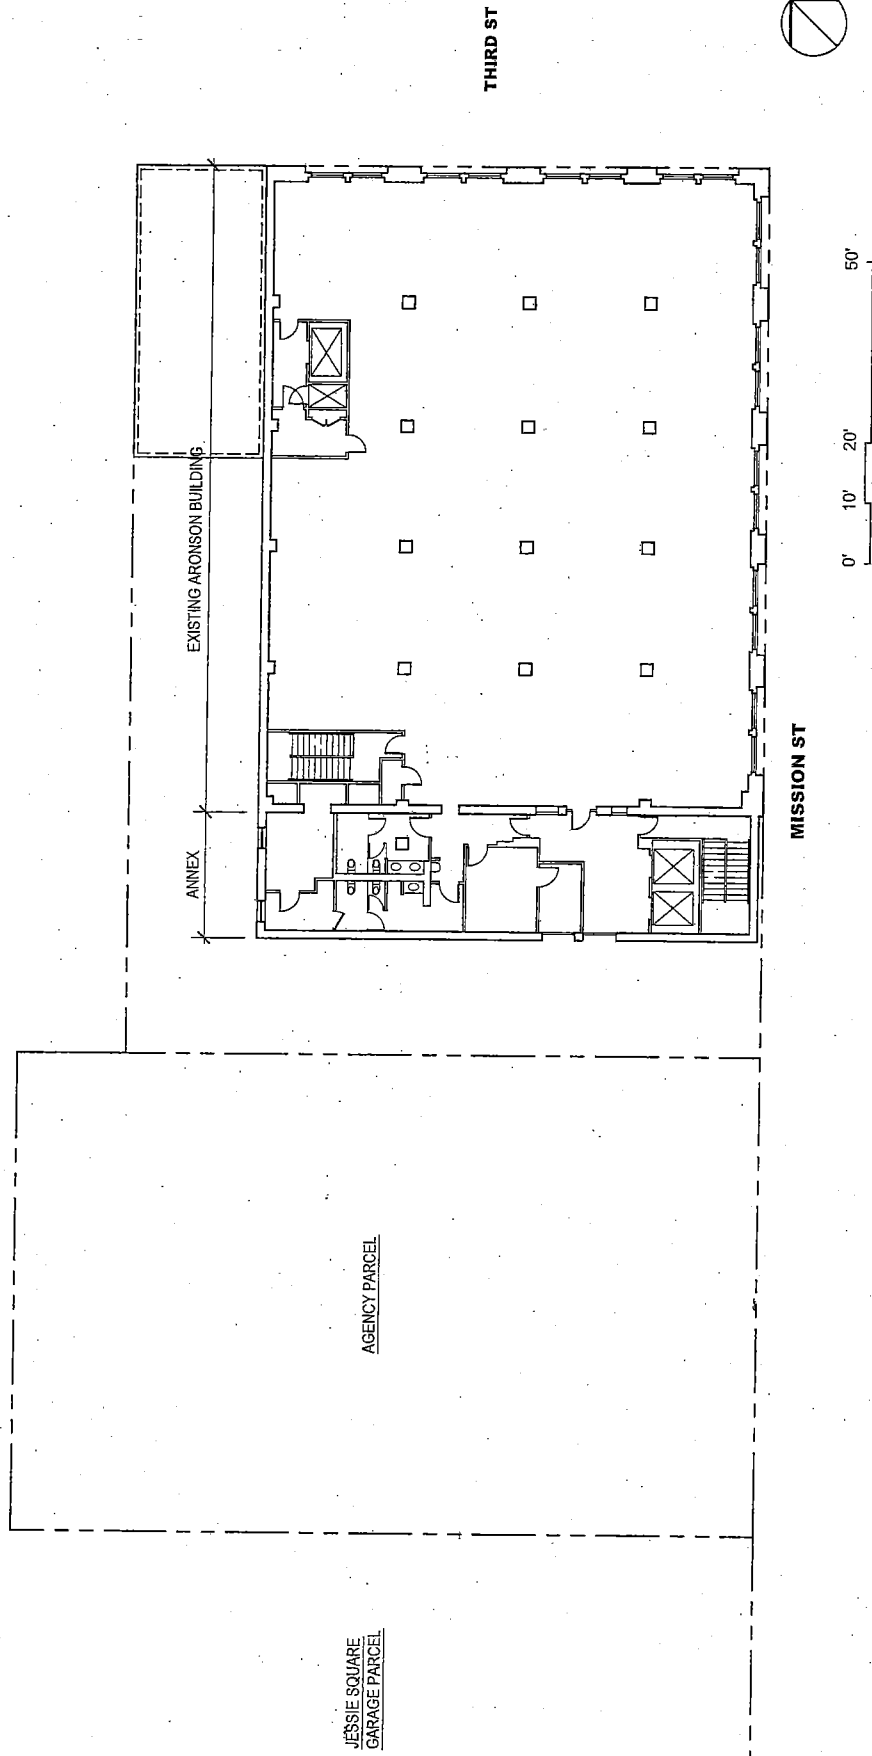 THIRD ST
EXISTING ARONSON BUILDING
ANNEX
MISSION ST
0' 10' 20' 50'
AGENCY PARCEL
JESSIE SQUARE
GARAGE PARCEL